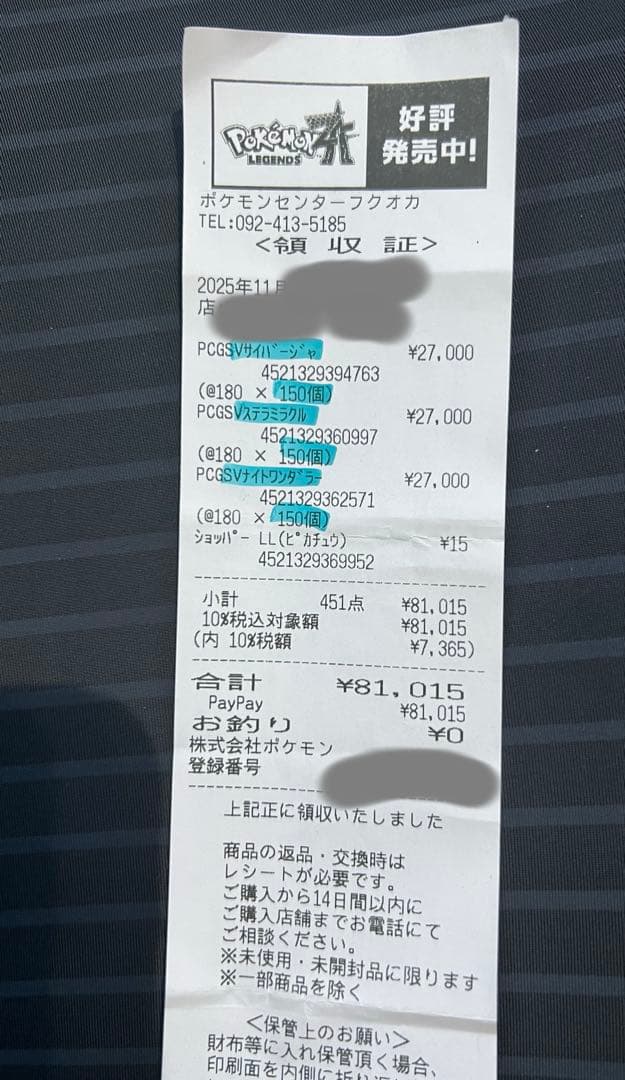 POKÉMON
LEGENDS ZA
好評
発売中!
ポケモンセンターフクオカ
TEL:092-413-5185
<領 収 証>
2025年11月
店
PCGSVサイバージャ ¥27,000
4521329394763
(@180 × 150個)
PCGSVステラミラクル ¥27,000
4521329360997
(@180 × 150個)
PCGSVナイトワンダラー ¥27,000
4521329362571
(@180 × 150個)
ショッパー LL(ピカチュウ) ¥15
4521329369952
小計 451点 ¥81,015
10%税込対象額 ¥81,015
(内 10%税額 ¥7,365)
合計 ¥81,015
PayPay ¥81,015
お釣り ¥0
株式会社ポケモン
登録番号
上記正に領収いたしました
商品の返品・交換時は
レシートが必要です。
ご購入から14日間以内に
ご購入店舗までお電話にて
ご相談ください。
※未使用・未開封品に限ります
※一部商品を除く
<保管上のお願い>
財布等に入れ保管頂く場合、
印刷面を内側に折り